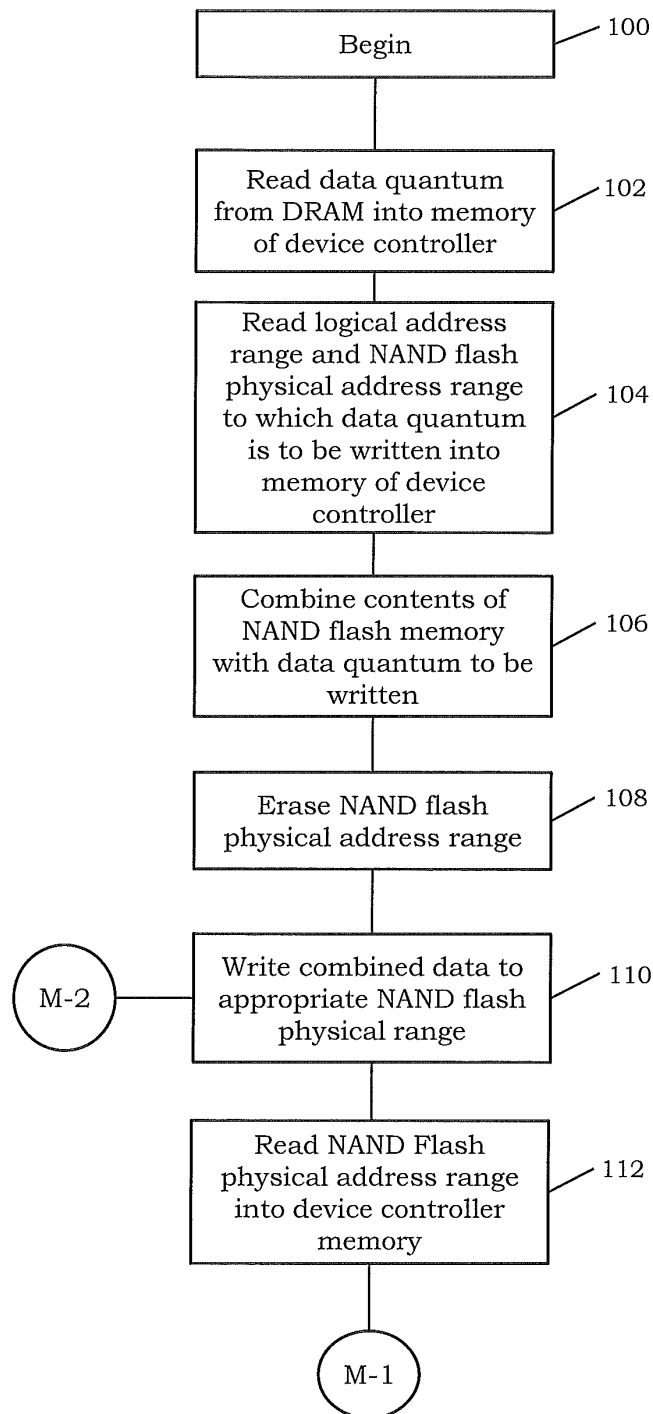 Begin
100
Read data quantum
from DRAM into memory
of device controller
102
Read logical address
range and NAND flash
physical address range
to which data quantum
is to be written into
memory of device
controller
104
Combine contents of
NAND flash memory
with data quantum to be
written
106
Erase NAND flash
physical address range
108
M-2
Write combined data to
appropriate NAND flash
physical range
110
Read NAND Flash
physical address range
into device controller
memory
112
M-1